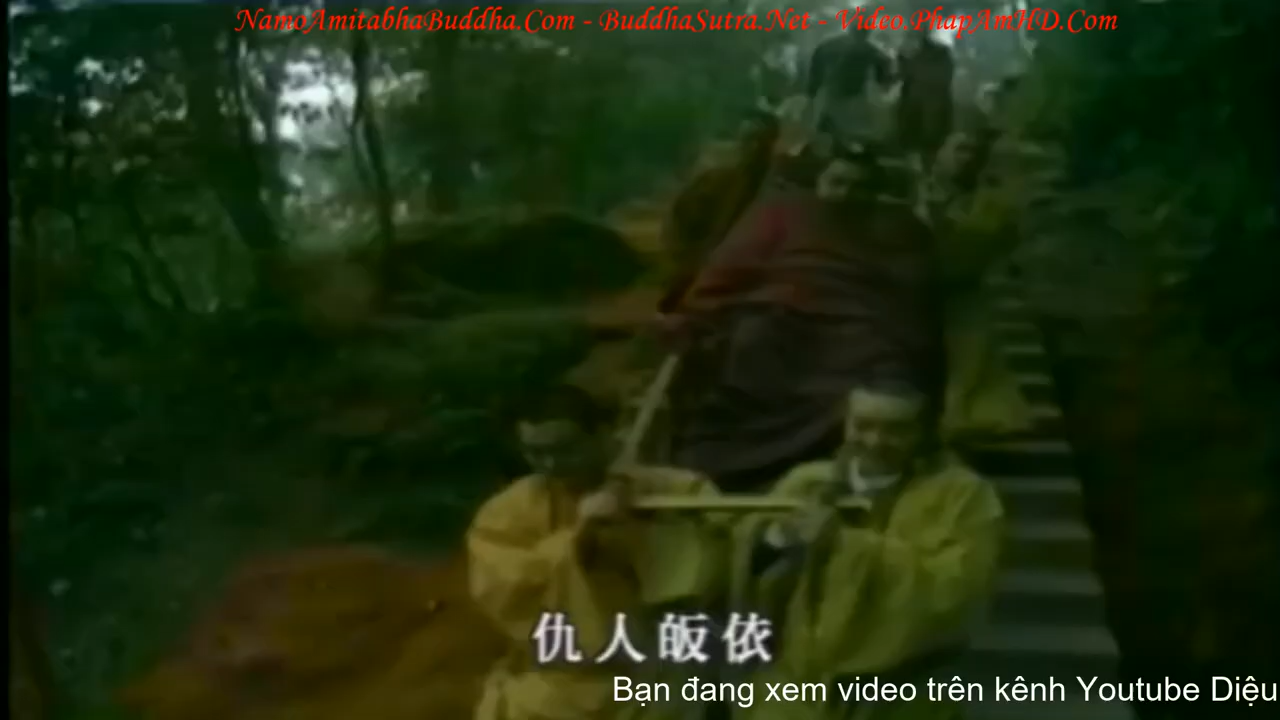 NamoAmitabhaBuddha.Com - BuddhaSutra.Net - Video.PhapAmHD.Com
仇人皈依
Bạn đang xem video trên kênh Youtube Diệu